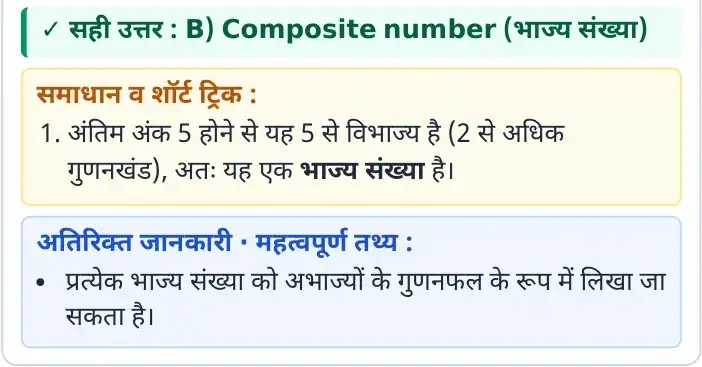 ✓ सही उत्तर : B) Composite number (भाज्य संख्या)
समाधान व शॉर्ट ट्रिक :
1. अंतिम अंक 5 होने से यह 5 से विभाज्य है (2 से अधिक
गुणनखंड), अतः यह एक भाज्य संख्या है।
अतिरिक्त जानकारी · महत्वपूर्ण तथ्य :
• प्रत्येक भाज्य संख्या को अभाज्यों के गुणनफल के रूप में लिखा जा
सकता है।